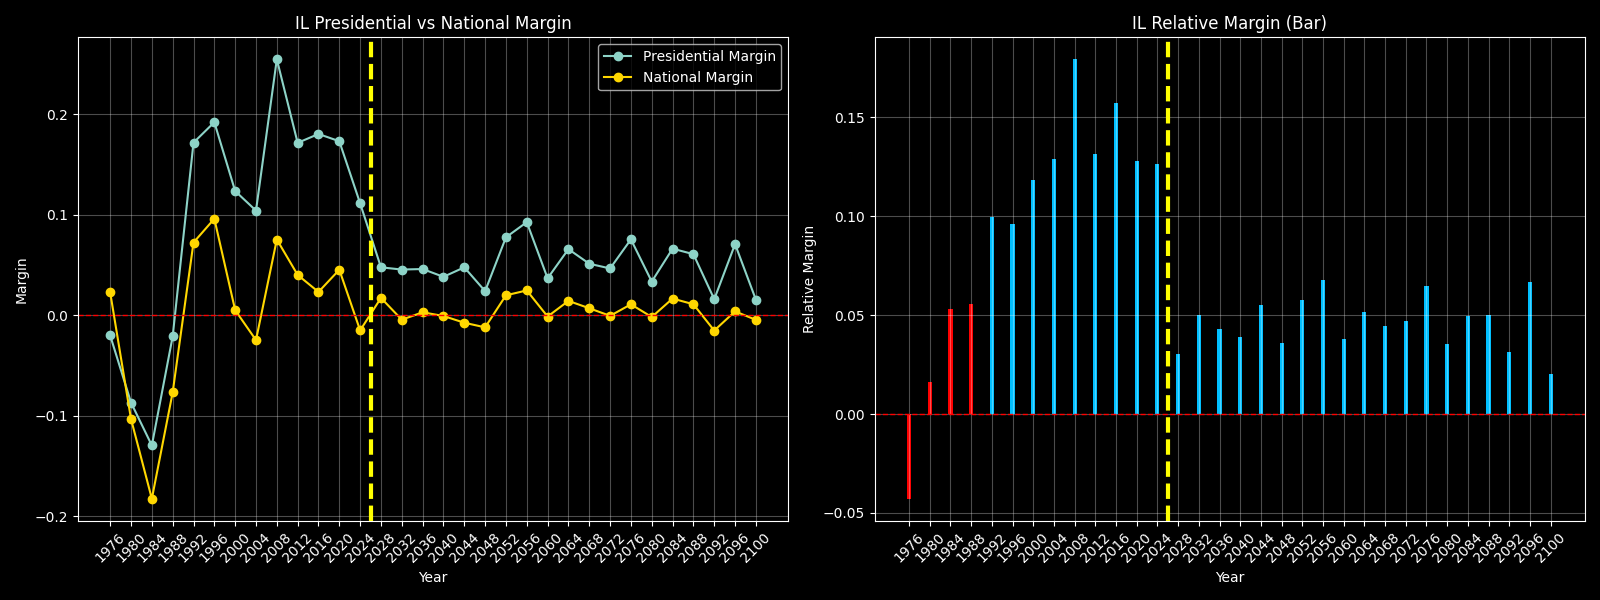 IL Presidential vs National Margin
Presidential Margin
National Margin
Margin
0.2
0.1
0.0
−0.1
−0.2
1976 1980 1984 1988 1992 1996 2000 2004 2008 2012 2016 2020 2024 2028 2032 2036 2040 2044 2048 2052 2056 2060 2064 2068 2072 2076 2080 2084 2088 2092 2096 2100
Year
IL Relative Margin (Bar)
Relative Margin
0.15
0.10
0.05
0.00
−0.05
1976 1980 1984 1988 1992 1996 2000 2004 2008 2012 2016 2020 2024 2028 2032 2036 2040 2044 2048 2052 2056 2060 2064 2068 2072 2076 2080 2084 2088 2092 2096 2100
Year